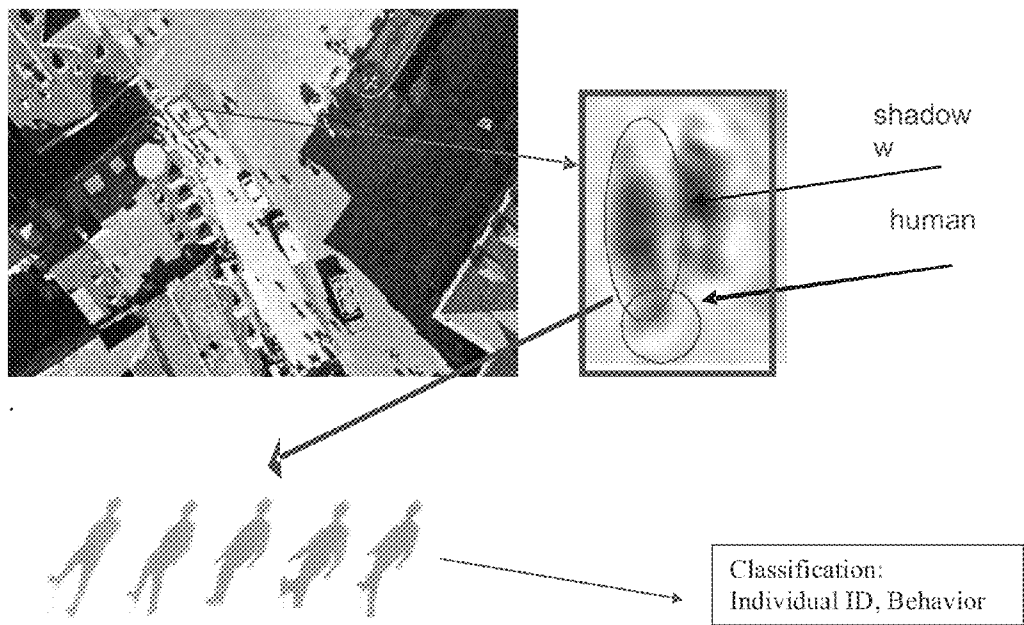 shadow
w
human
Classification:
Individual ID, Behavior